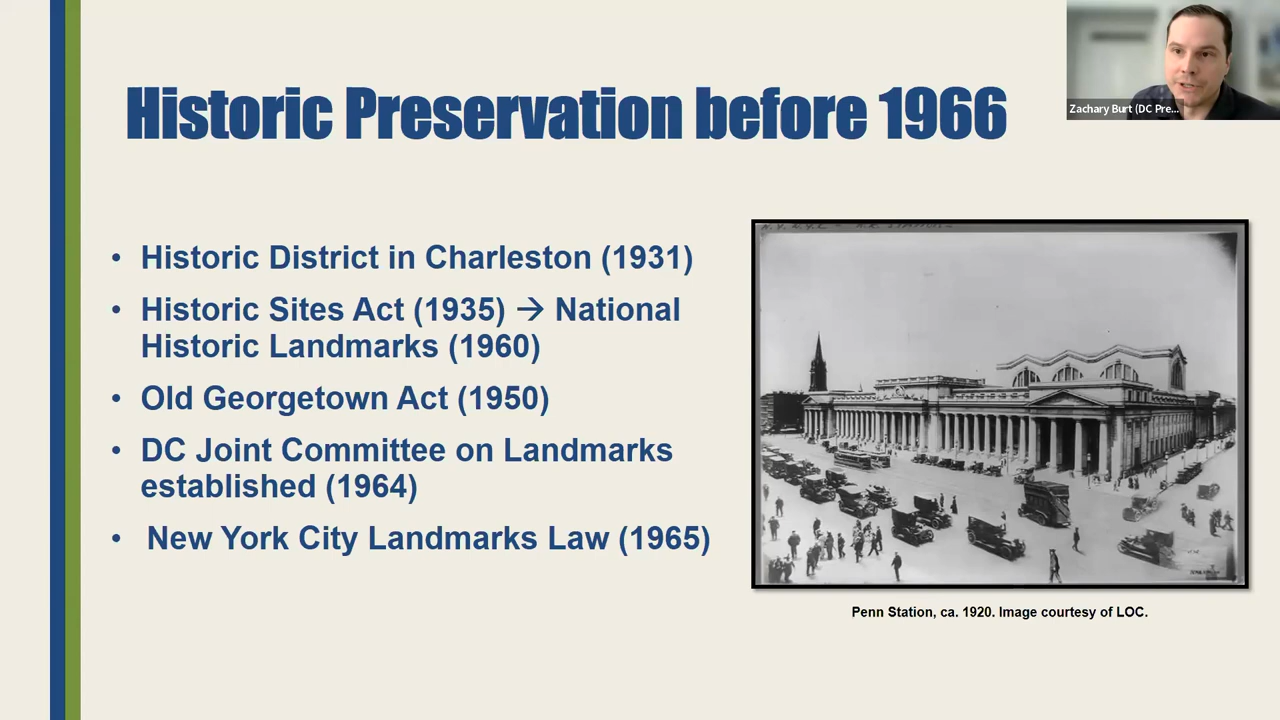 Historic Preservation before 1966
Zachary Burt (DC Pre...
• Historic District in Charleston (1931)
• Historic Sites Act (1935) → National
Historic Landmarks (1960)
• Old Georgetown Act (1950)
• DC Joint Committee on Landmarks
established (1964)
• New York City Landmarks Law (1965)
Penn Station, ca. 1920. Image courtesy of LOC.